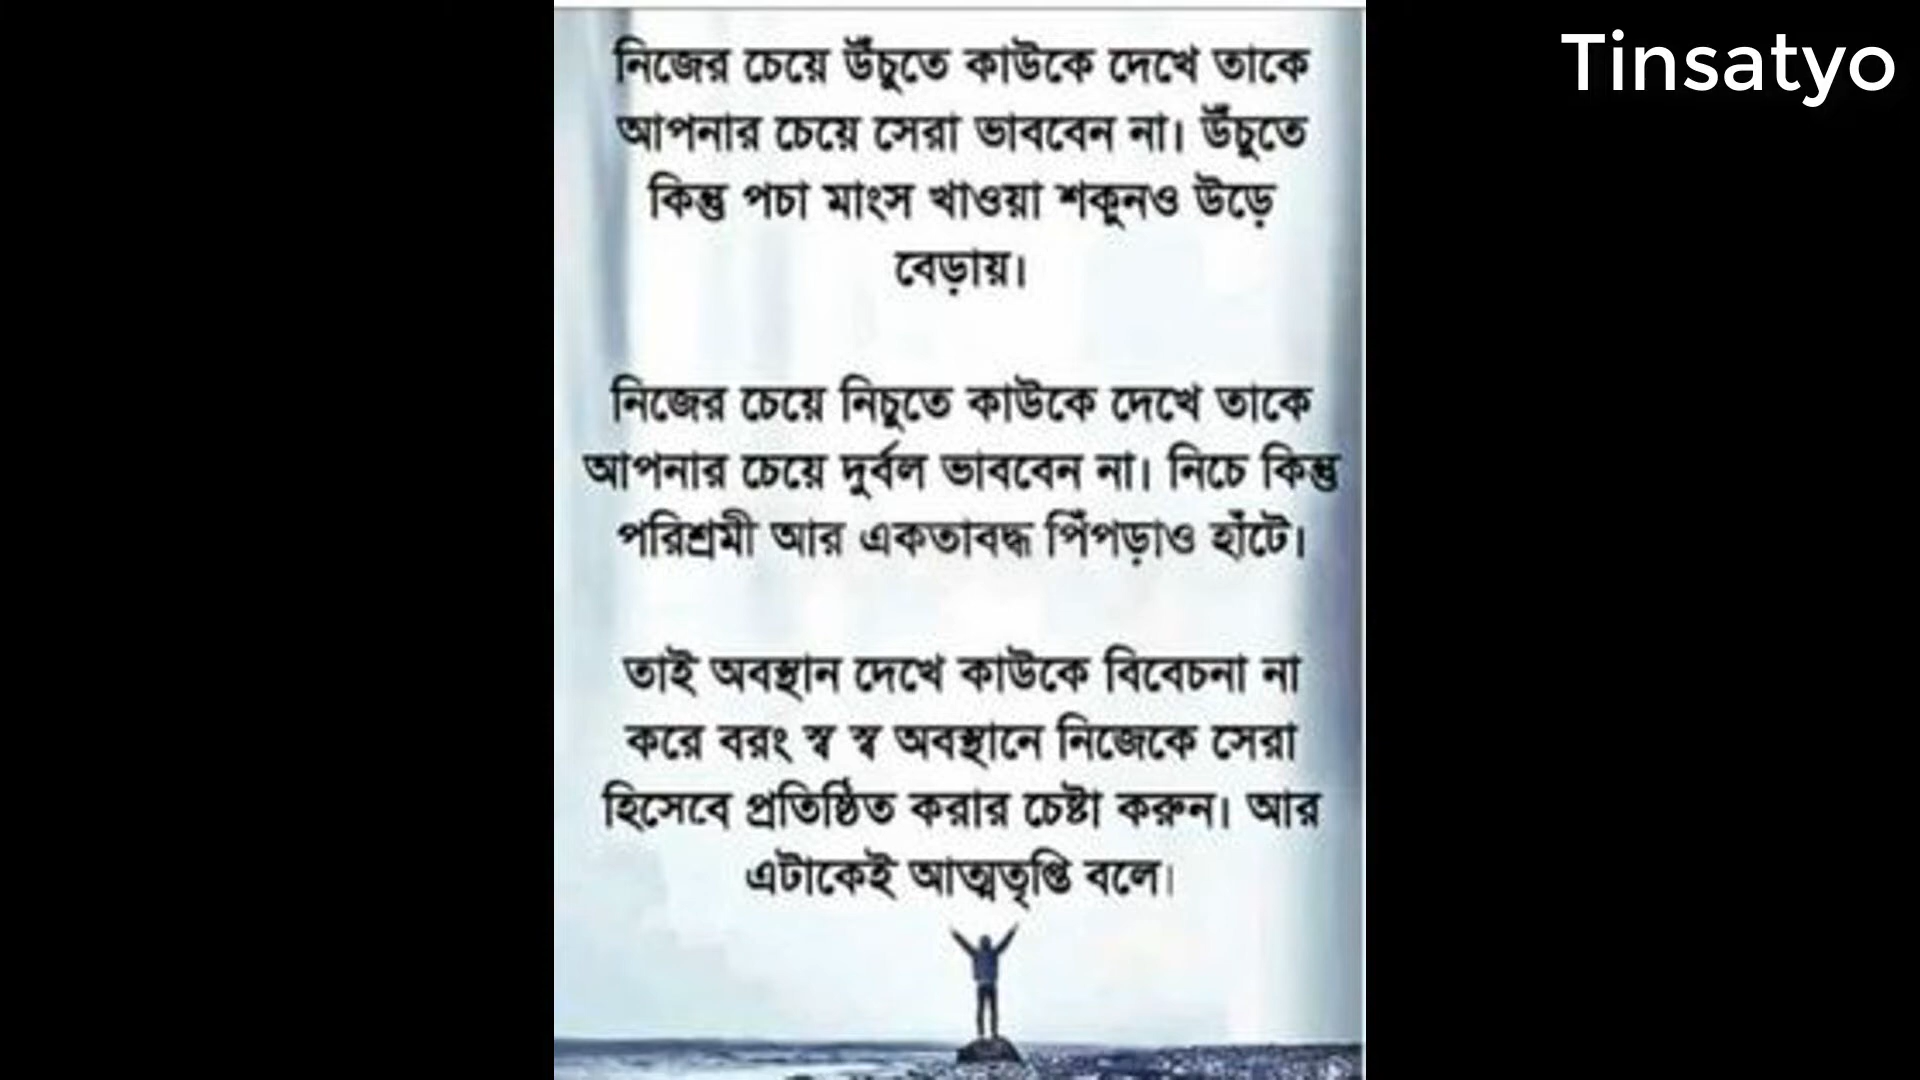 Tinsatyo
নিজের চেয়ে উঁচুতে কাউকে দেখে তাকে
আপনার চেয়ে সেরা ভাববেন না। উঁচুতে
কিন্তু পচা মাংস খাওয়া শকুনও উড়ে
বেড়ায়।
নিজের চেয়ে নিচুতে কাউকে দেখে তাকে
আপনার চেয়ে দুর্বল ভাববেন না। নিচে কিন্তু
পরিশ্রমী আর একতাবদ্ধ পিঁপড়াও হাঁটে।
তাই অবস্থান দেখে কাউকে বিবেচনা না
করে বরং স্ব স্ব অবস্থানে নিজেকে সেরা
হিসেবে প্রতিষ্ঠিত করার চেষ্টা করুন। আর
এটাকেই আত্মতৃপ্তি বলে।